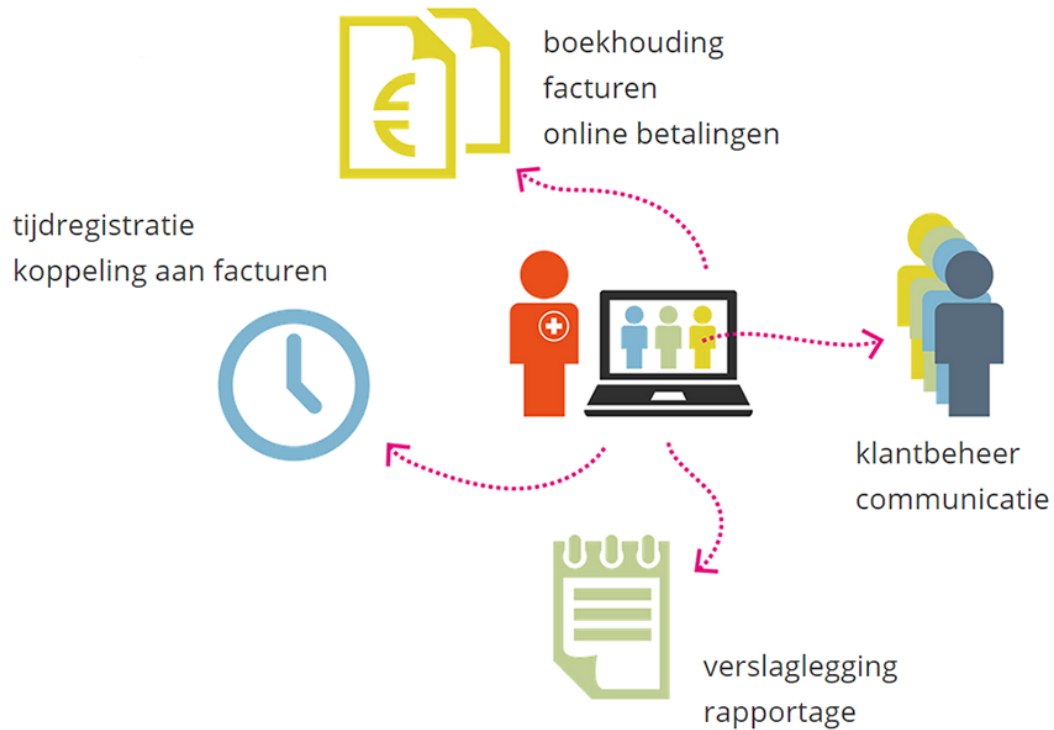 boekhouding
facturen
online betalingen
tijdregistratie
koppeling aan facturen
klantbeheer
communicatie
verslaglegging
rapportage